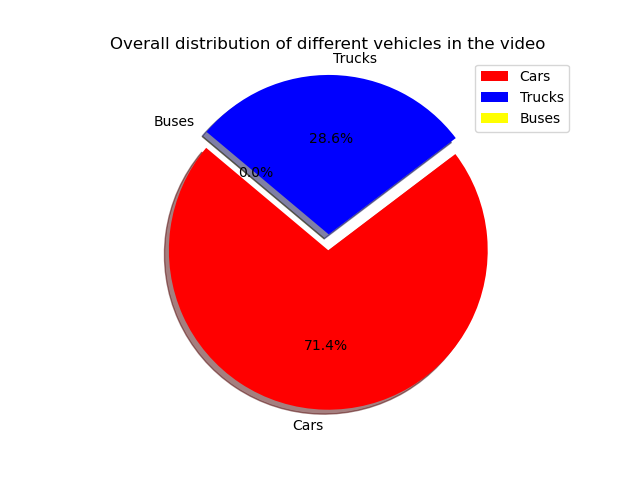 Overall distribution of different vehicles in the video
Trucks
Cars
Trucks
Buses
Buses
28.6%
0.0%
71.4%
Cars